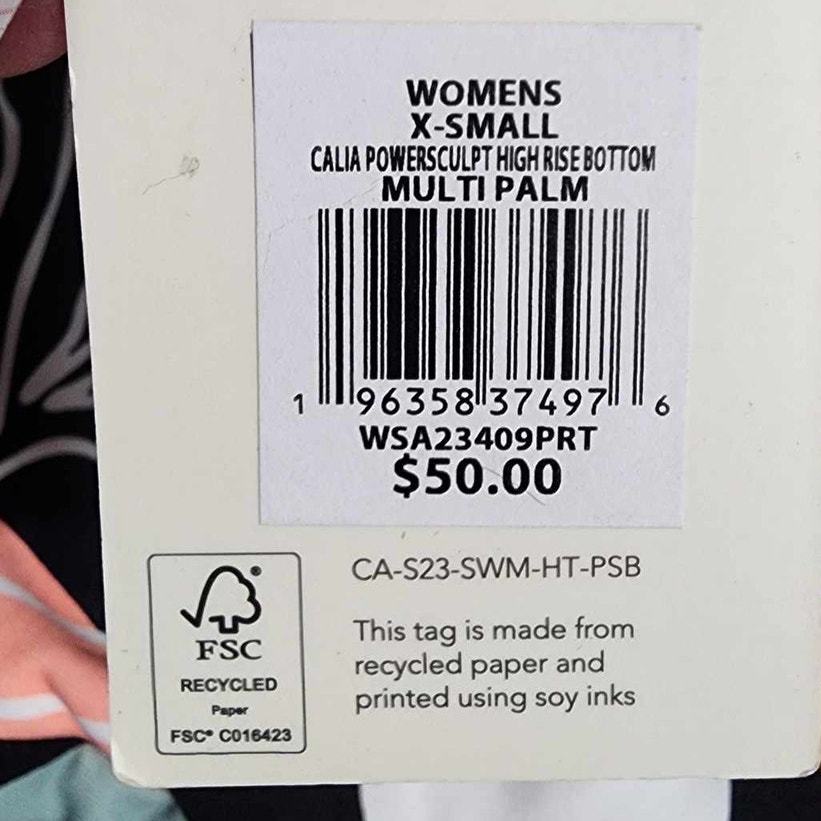 WOMENS
X-SMALL
CALIA POWERSCULPT HIGH RISE BOTTOM
MULTI PALM
1 96358 37497 6
WSA23409PRT
$50.00
CA-S23-SWM-HT-PSB
This tag is made from
recycled paper and
printed using soy inks
®
FSC
RECYCLED
Paper
FSC® C016423